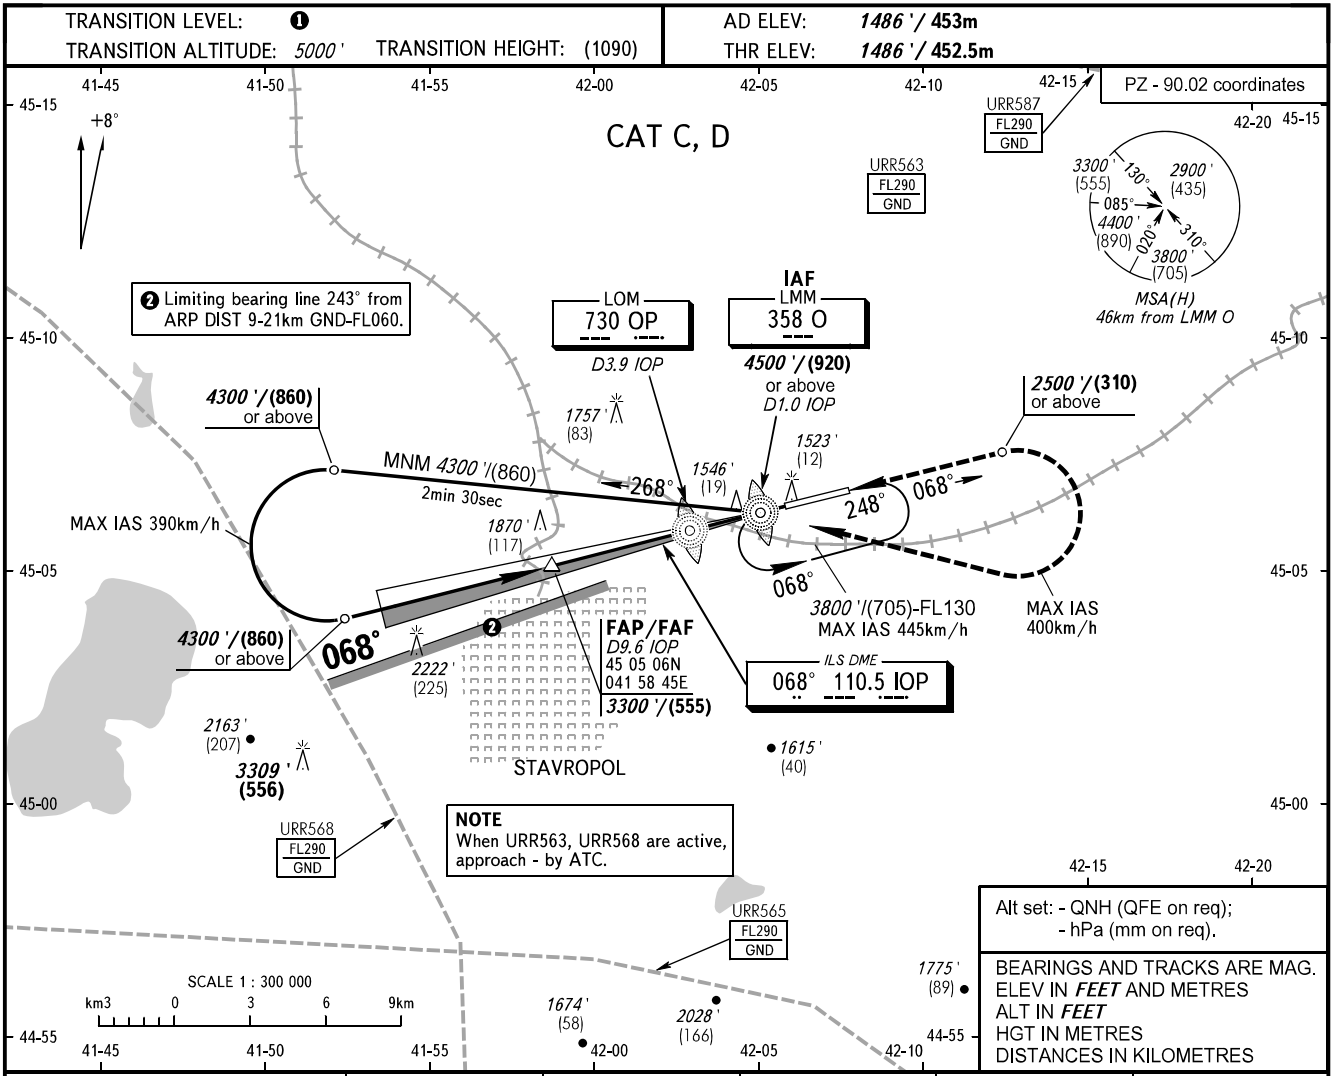 TRANSITION LEVEL: ❶
TRANSITION ALTITUDE: 5000 ' TRANSITION HEIGHT: (1090)
AD ELEV: 1486 '/ 453m
THR ELEV: 1486 '/ 452.5m
41-45 41-50 41-55 42-00 42-05 42-10 42-15
PZ - 90.02 coordinates
45-15
42-20 45-15
+8°
CAT C, D
URR587
FL290
GND
URR563
FL290
GND
3300 '
(555)
130°
2900 '
(435)
085°
4400 '
(890)
020°
310°
3800 '
(705)
MSA(H)
46km from LMM O
❷ Limiting bearing line 243° from
ARP DIST 9-21km GND-FL060.
LOM
730 OP
D3.9 IOP
IAF
LMM
358 O
4500 '/(920)
or above
D1.0 IOP
45-10
45-10
4300 '/(860)
or above
2500 '/(310)
or above
1757 '
(83)
1523 '
(12)
MNM 4300 '/(860)
2min 30sec
268°
1546 '
(19)
068°
248°
MAX IAS 390km/h
1870 '
(117)
45-05
45-05
068°
3800 '/(705)-FL130
MAX IAS 445km/h
MAX IAS
400km/h
4300 '/(860)
or above
068°
❷
2222 '
(225)
FAP/FAF
D9.6 IOP
45 05 06N
041 58 45E
3300 '/(555)
ILS DME
068° 110.5 IOP
2163 '
(207)
3309 '
(556)
1615 '
(40)
STAVROPOL
45-00
45-00
URR568
FL290
GND
NOTE
When URR563, URR568 are active,
approach - by ATC.
42-15 42-20
URR565
FL290
GND
Alt set: - QNH (QFE on req);
- hPa (mm on req).
SCALE 1 : 300 000
km3 0 3 6 9km
1674 '
(58)
2028 '
(166)
1775 '
(89)
BEARINGS AND TRACKS ARE MAG.
ELEV IN FEET AND METRES
ALT IN FEET
HGT IN METRES
DISTANCES IN KILOMETRES
44-55
44-55
41-45 41-50 41-55 42-00 42-05 42-10